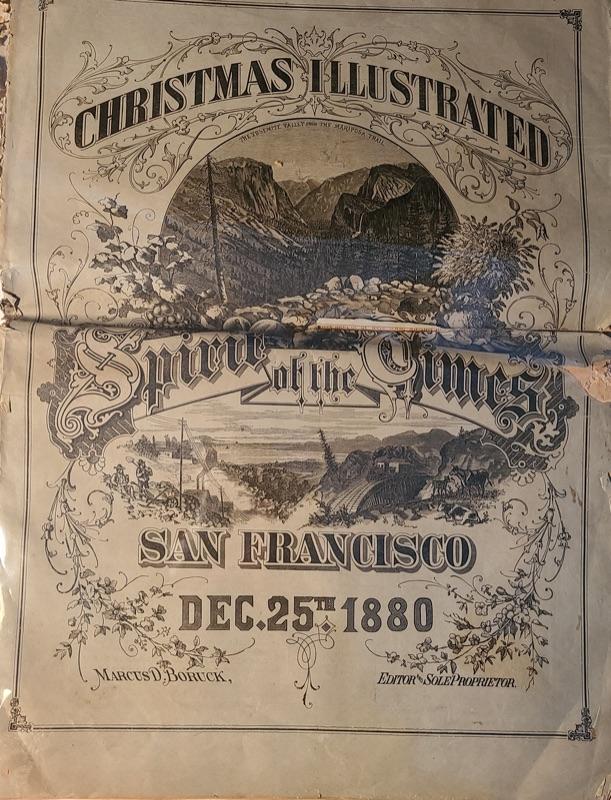 CHRISTMAS ILLUSTRATED
THE YOSEMITE VALLEY FROM THE MARIPOSA TRAIL
Spirit of the Times
SAN FRANCISCO
DEC. 25TH 1880
MARCUS D. BORUCK,
EDITOR AND SOLE PROPRIETOR.